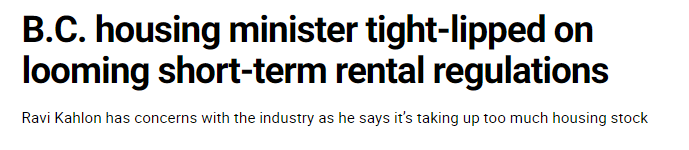 B.C. housing minister tight-lipped on
looming short-term rental regulations
Ravi Kahlon has concerns with the industry as he says it’s taking up too much housing stock